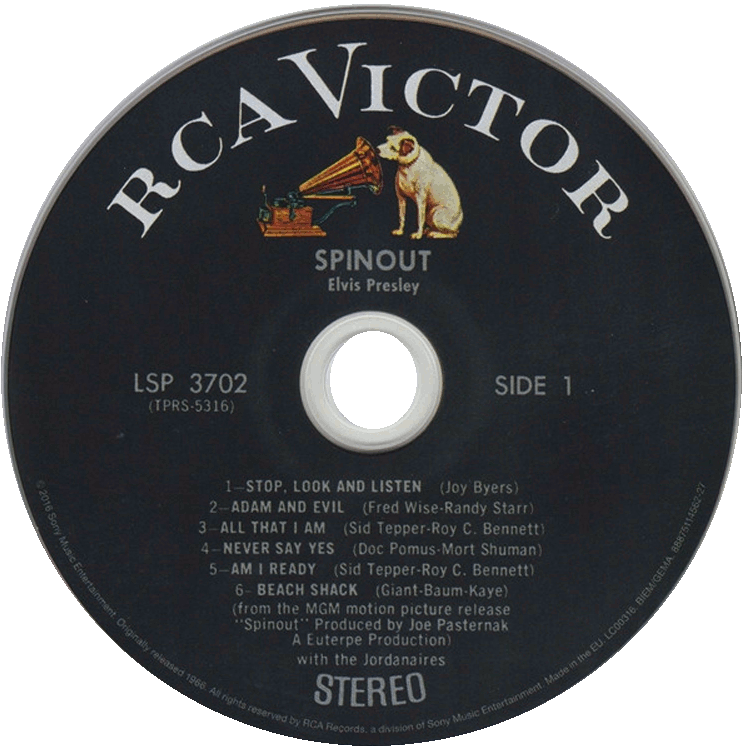 RCA VICTOR
SPINOUT
Elvis Presley
LSP 3702
(TPRS-5316)
SIDE 1
1—STOP, LOOK AND LISTEN (Joy Byers)
2—ADAM AND EVIL (Fred Wise-Randy Starr)
3—ALL THAT I AM (Sid Tepper-Roy C. Bennett)
4—NEVER SAY YES (Doc Pomus-Mort Shuman)
5—AM I READY (Sid Tepper-Roy C. Bennett)
6- BEACH SHACK (Giant-Baum-Kaye)
(from the MGM motion picture release
"Spinout" Produced by Joe Pasternak
A Euterpe Production)
with the Jordanaires
STEREO
© 2016 Sony Music Entertainment. Originally released 1966. All rights reserved by RCA Records, a division of Sony Music Entertainment. Made in the EU. LC00316. BIEM/GEMA. 88875114562-27